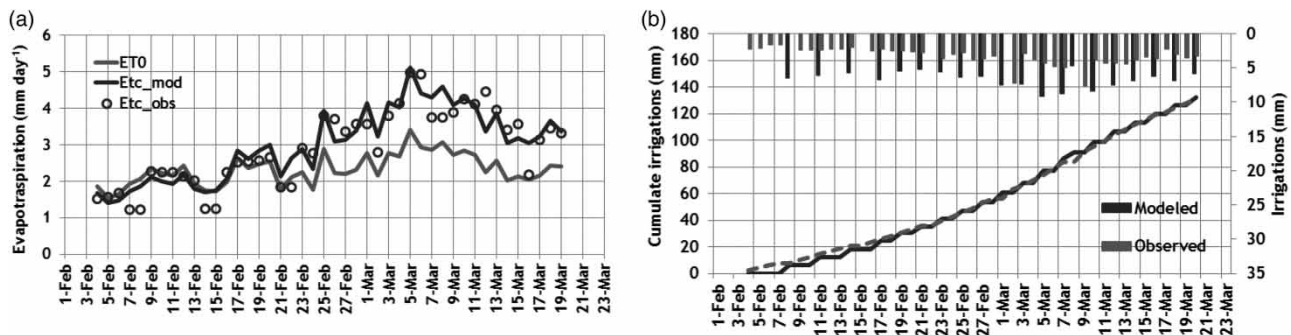 (a)
6
5
4
3
2
1
0
Evapotraspiration (mm day⁻¹)
ET0
Etc_mod
Etc_obs
1-Feb
3-Feb
5-Feb
7-Feb
9-Feb
11-Feb
13-Feb
15-Feb
17-Feb
19-Feb
21-Feb
23-Feb
25-Feb
27-Feb
1-Mar
3-Mar
5-Mar
7-Mar
9-Mar
11-Mar
13-Mar
15-Mar
17-Mar
19-Mar
21-Mar
23-Mar
(b)
180
160
140
120
100
80
60
40
20
0
Cumulate irrigations (mm)
0
5
10
15
20
25
30
35
Irrigations (mm)
Modeled
Observed
1-Feb
3-Feb
5-Feb
7-Feb
9-Feb
11-Feb
13-Feb
15-Feb
17-Feb
19-Feb
21-Feb
23-Feb
25-Feb
27-Feb
1-Mar
3-Mar
5-Mar
7-Mar
9-Mar
11-Mar
13-Mar
15-Mar
17-Mar
19-Mar
21-Mar
23-Mar